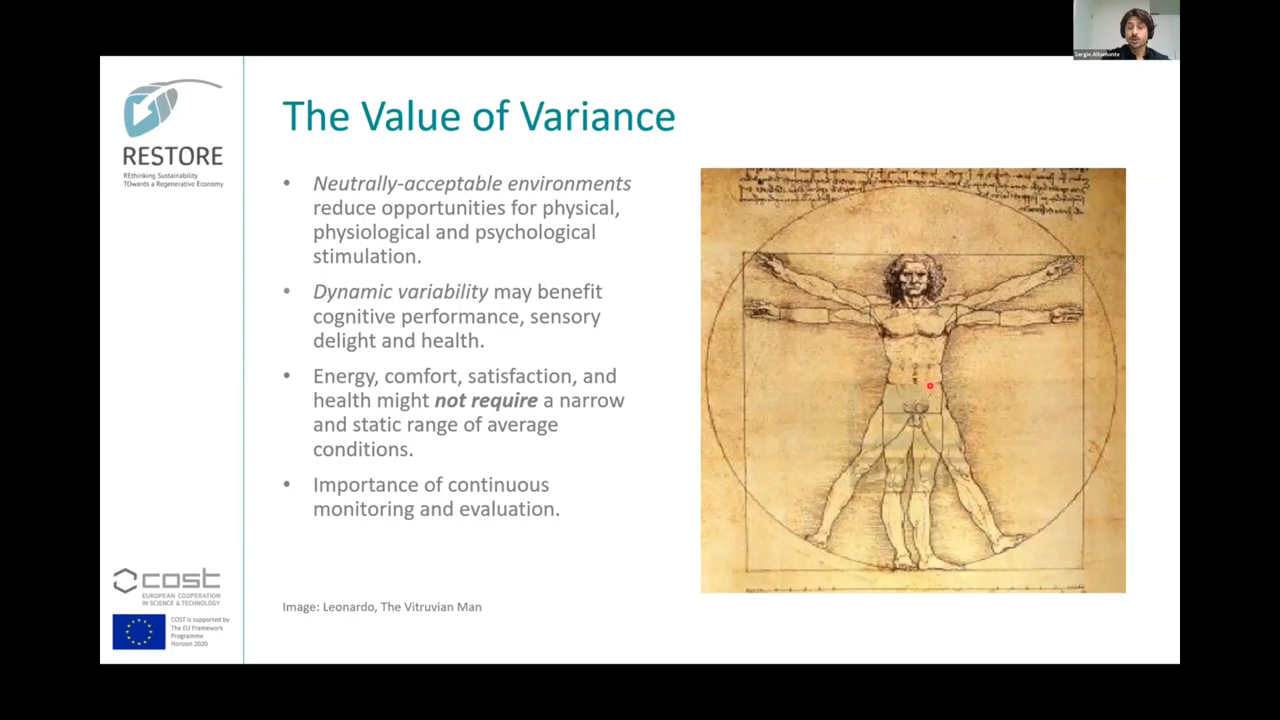 Sergio Altomonte
RESTORE
REthinking Sustainability
TOwards a Regenerative Economy
The Value of Variance
• Neutrally-acceptable environments
reduce opportunities for physical,
physiological and psychological
stimulation.
• Dynamic variability may benefit
cognitive performance, sensory
delight and health.
• Energy, comfort, satisfaction, and
health might not require a narrow
and static range of average
conditions.
• Importance of continuous
monitoring and evaluation.
Image: Leonardo, The Vitruvian Man
cost
EUROPEAN COOPERATION
IN SCIENCE & TECHNOLOGY
COST is supported by
The EU Framework
Programme
Horizon 2020